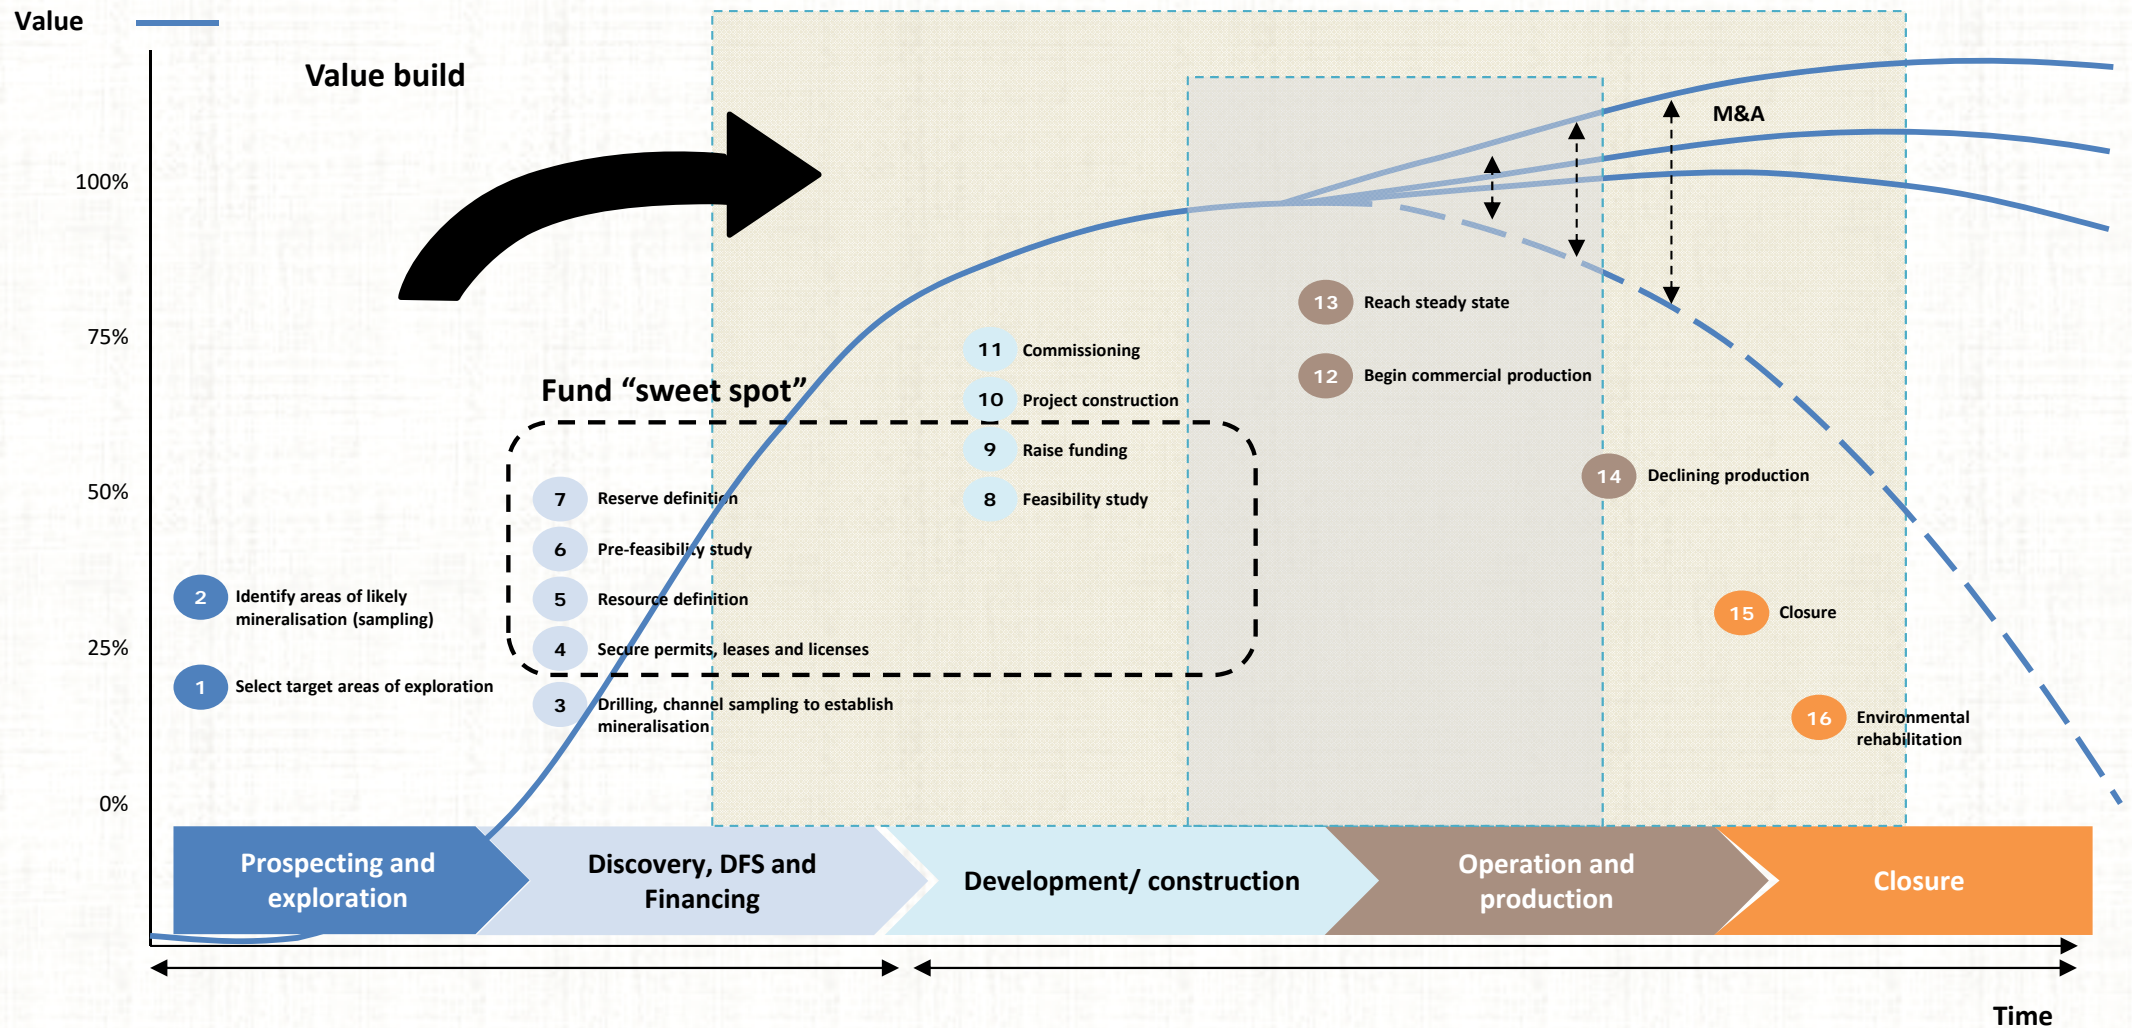 Value
Value build
M&A
100%
75%
50%
25%
0%
13 Reach steady state
11 Commissioning
12 Begin commercial production
Fund “sweet spot”
10 Project construction
9 Raise funding
14 Declining production
7 Reserve definition
8 Feasibility study
6 Pre-feasibility study
2 Identify areas of likely
mineralisation (sampling)
5 Resource definition
15 Closure
4 Secure permits, leases and licenses
1 Select target areas of exploration
3 Drilling, channel sampling to establish
mineralisation
16 Environmental
rehabilitation
Prospecting and
exploration
Discovery, DFS and
Financing
Development/ construction
Operation and
production
Closure
Time